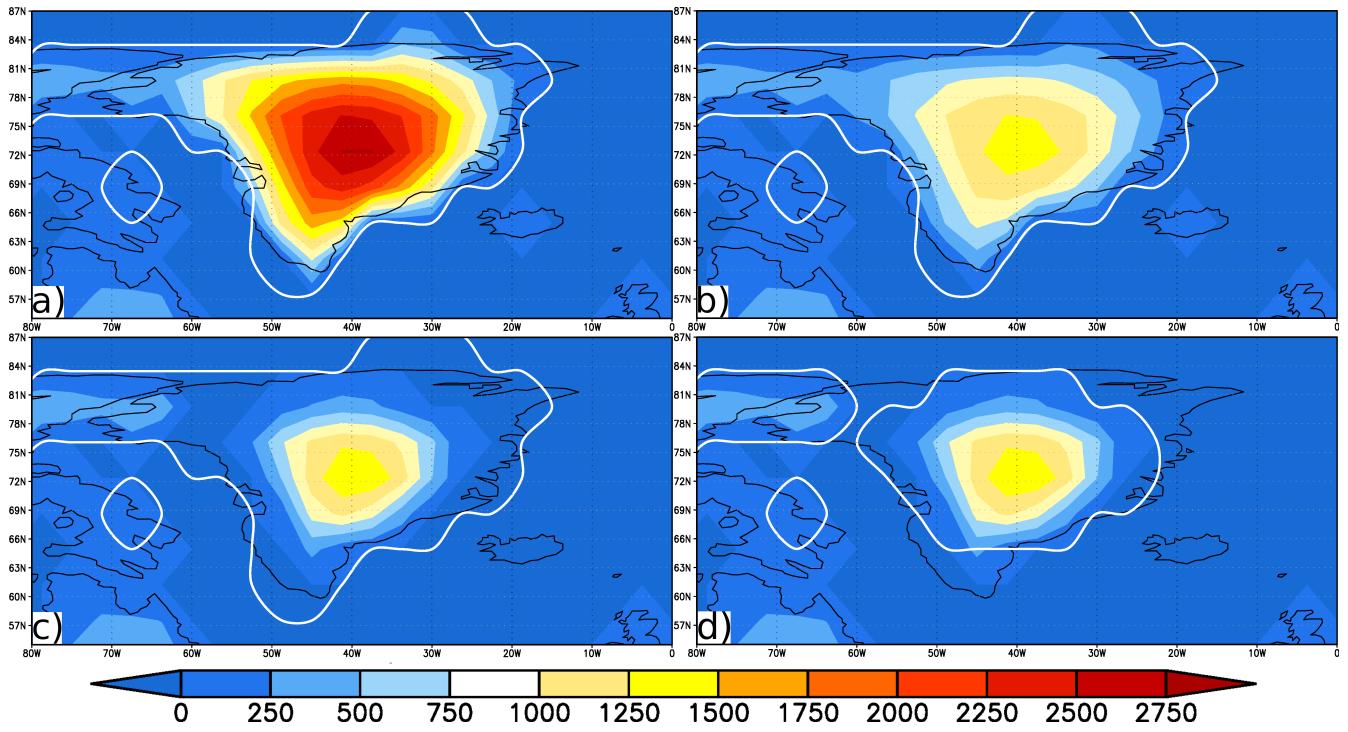 87N 87N
84N 84N
81N 81N
78N 78N
75N 75N
72N 72N
69N 69N
66N 66N
63N 63N
60N 60N
57N 57N
a) b)
80W 70W 60W 50W 40W 30W 20W 10W 0 80W 70W 60W 50W 40W 30W 20W 10W 0
87N 87N
84N 84N
81N 81N
78N 78N
75N 75N
72N 72N
69N 69N
66N 66N
63N 63N
60N 60N
57N 57N
c) d)
80W 70W 60W 50W 40W 30W 20W 10W 0 80W 70W 60W 50W 40W 30W 20W 10W 0
0 250 500 750 1000 1250 1500 1750 2000 2250 2500 2750